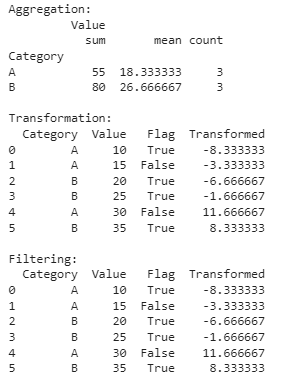 Aggregation:
Value
sum mean count
Category
A 55 18.333333 3
B 80 26.666667 3
Transformation:
Category Value Flag Transformed
0 A 10 True -8.333333
1 A 15 False -3.333333
2 B 20 True -6.666667
3 B 25 True -1.666667
4 A 30 False 11.666667
5 B 35 True 8.333333
Filtering:
Category Value Flag Transformed
0 A 10 True -8.333333
1 A 15 False -3.333333
2 B 20 True -6.666667
3 B 25 True -1.666667
4 A 30 False 11.666667
5 B 35 True 8.333333